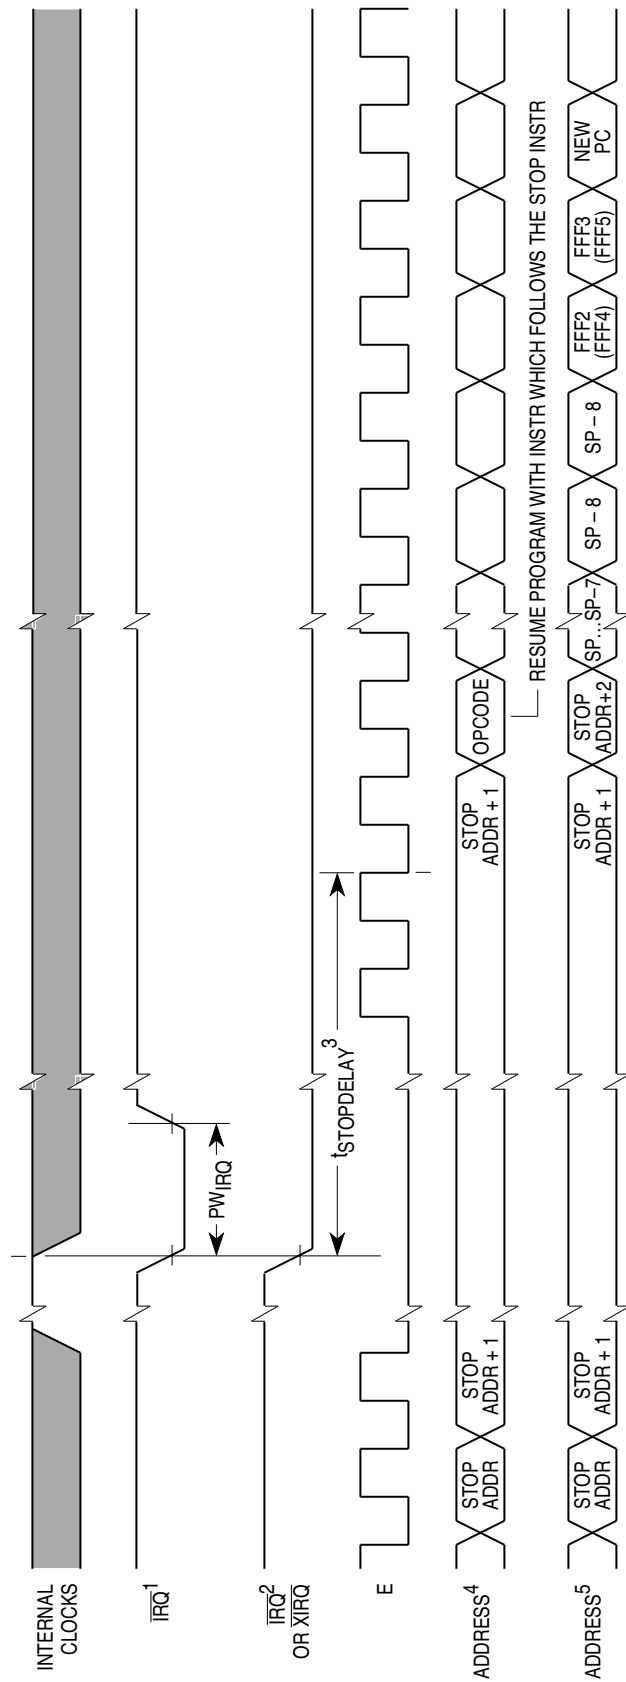 INTERNAL
CLOCKS
IRQ1
IRQ2
OR XIRQ
E
ADDRESS4
ADDRESS5
PWIRQ
tSTOPDELAY3
STOP
ADDR
STOP
ADDR + 1
STOP
ADDR + 1
OPCODE
RESUME PROGRAM WITH INSTR WHICH FOLLOWS THE STOP INSTR
STOP
ADDR
STOP
ADDR + 1
STOP
ADDR + 1
STOP
ADDR+2
SP…SP–7
SP – 8
SP – 8
FFF2
(FFF4)
FFF3
(FFF5)
NEW
PC